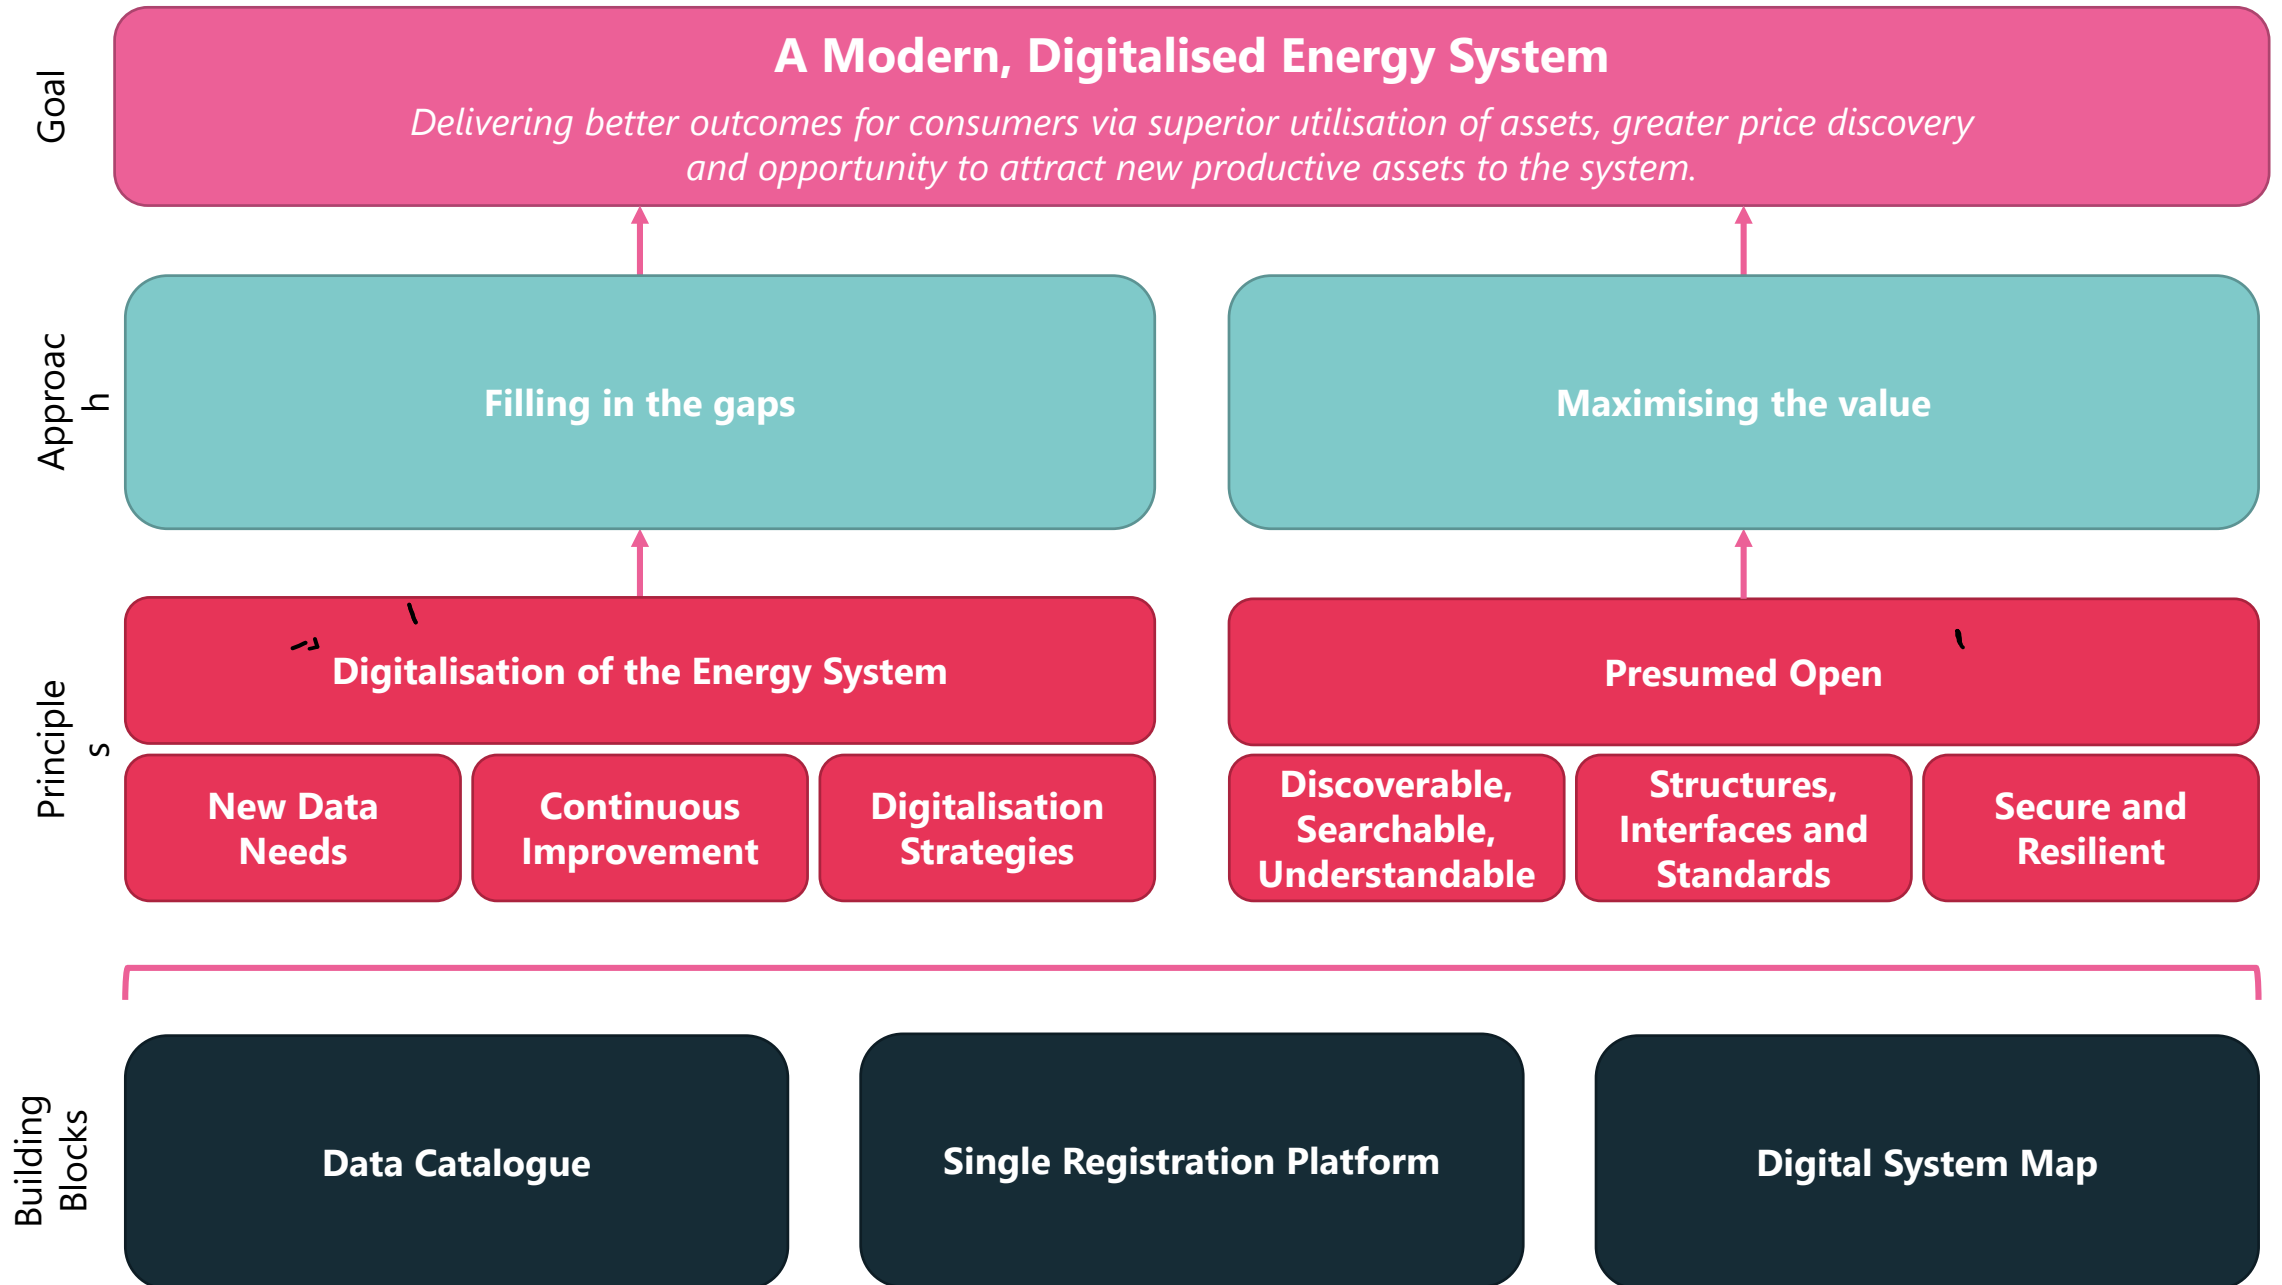 Goal
A Modern, Digitalised Energy System
Delivering better outcomes for consumers via superior utilisation of assets, greater price discovery
and opportunity to attract new productive assets to the system.
Approac
h
Filling in the gaps
Maximising the value
Principle
s
Digitalisation of the Energy System
Presumed Open
New Data
Needs
Continuous
Improvement
Digitalisation
Strategies
Discoverable,
Searchable,
Understandable
Structures,
Interfaces and
Standards
Secure and
Resilient
Building
Blocks
Data Catalogue
Single Registration Platform
Digital System Map